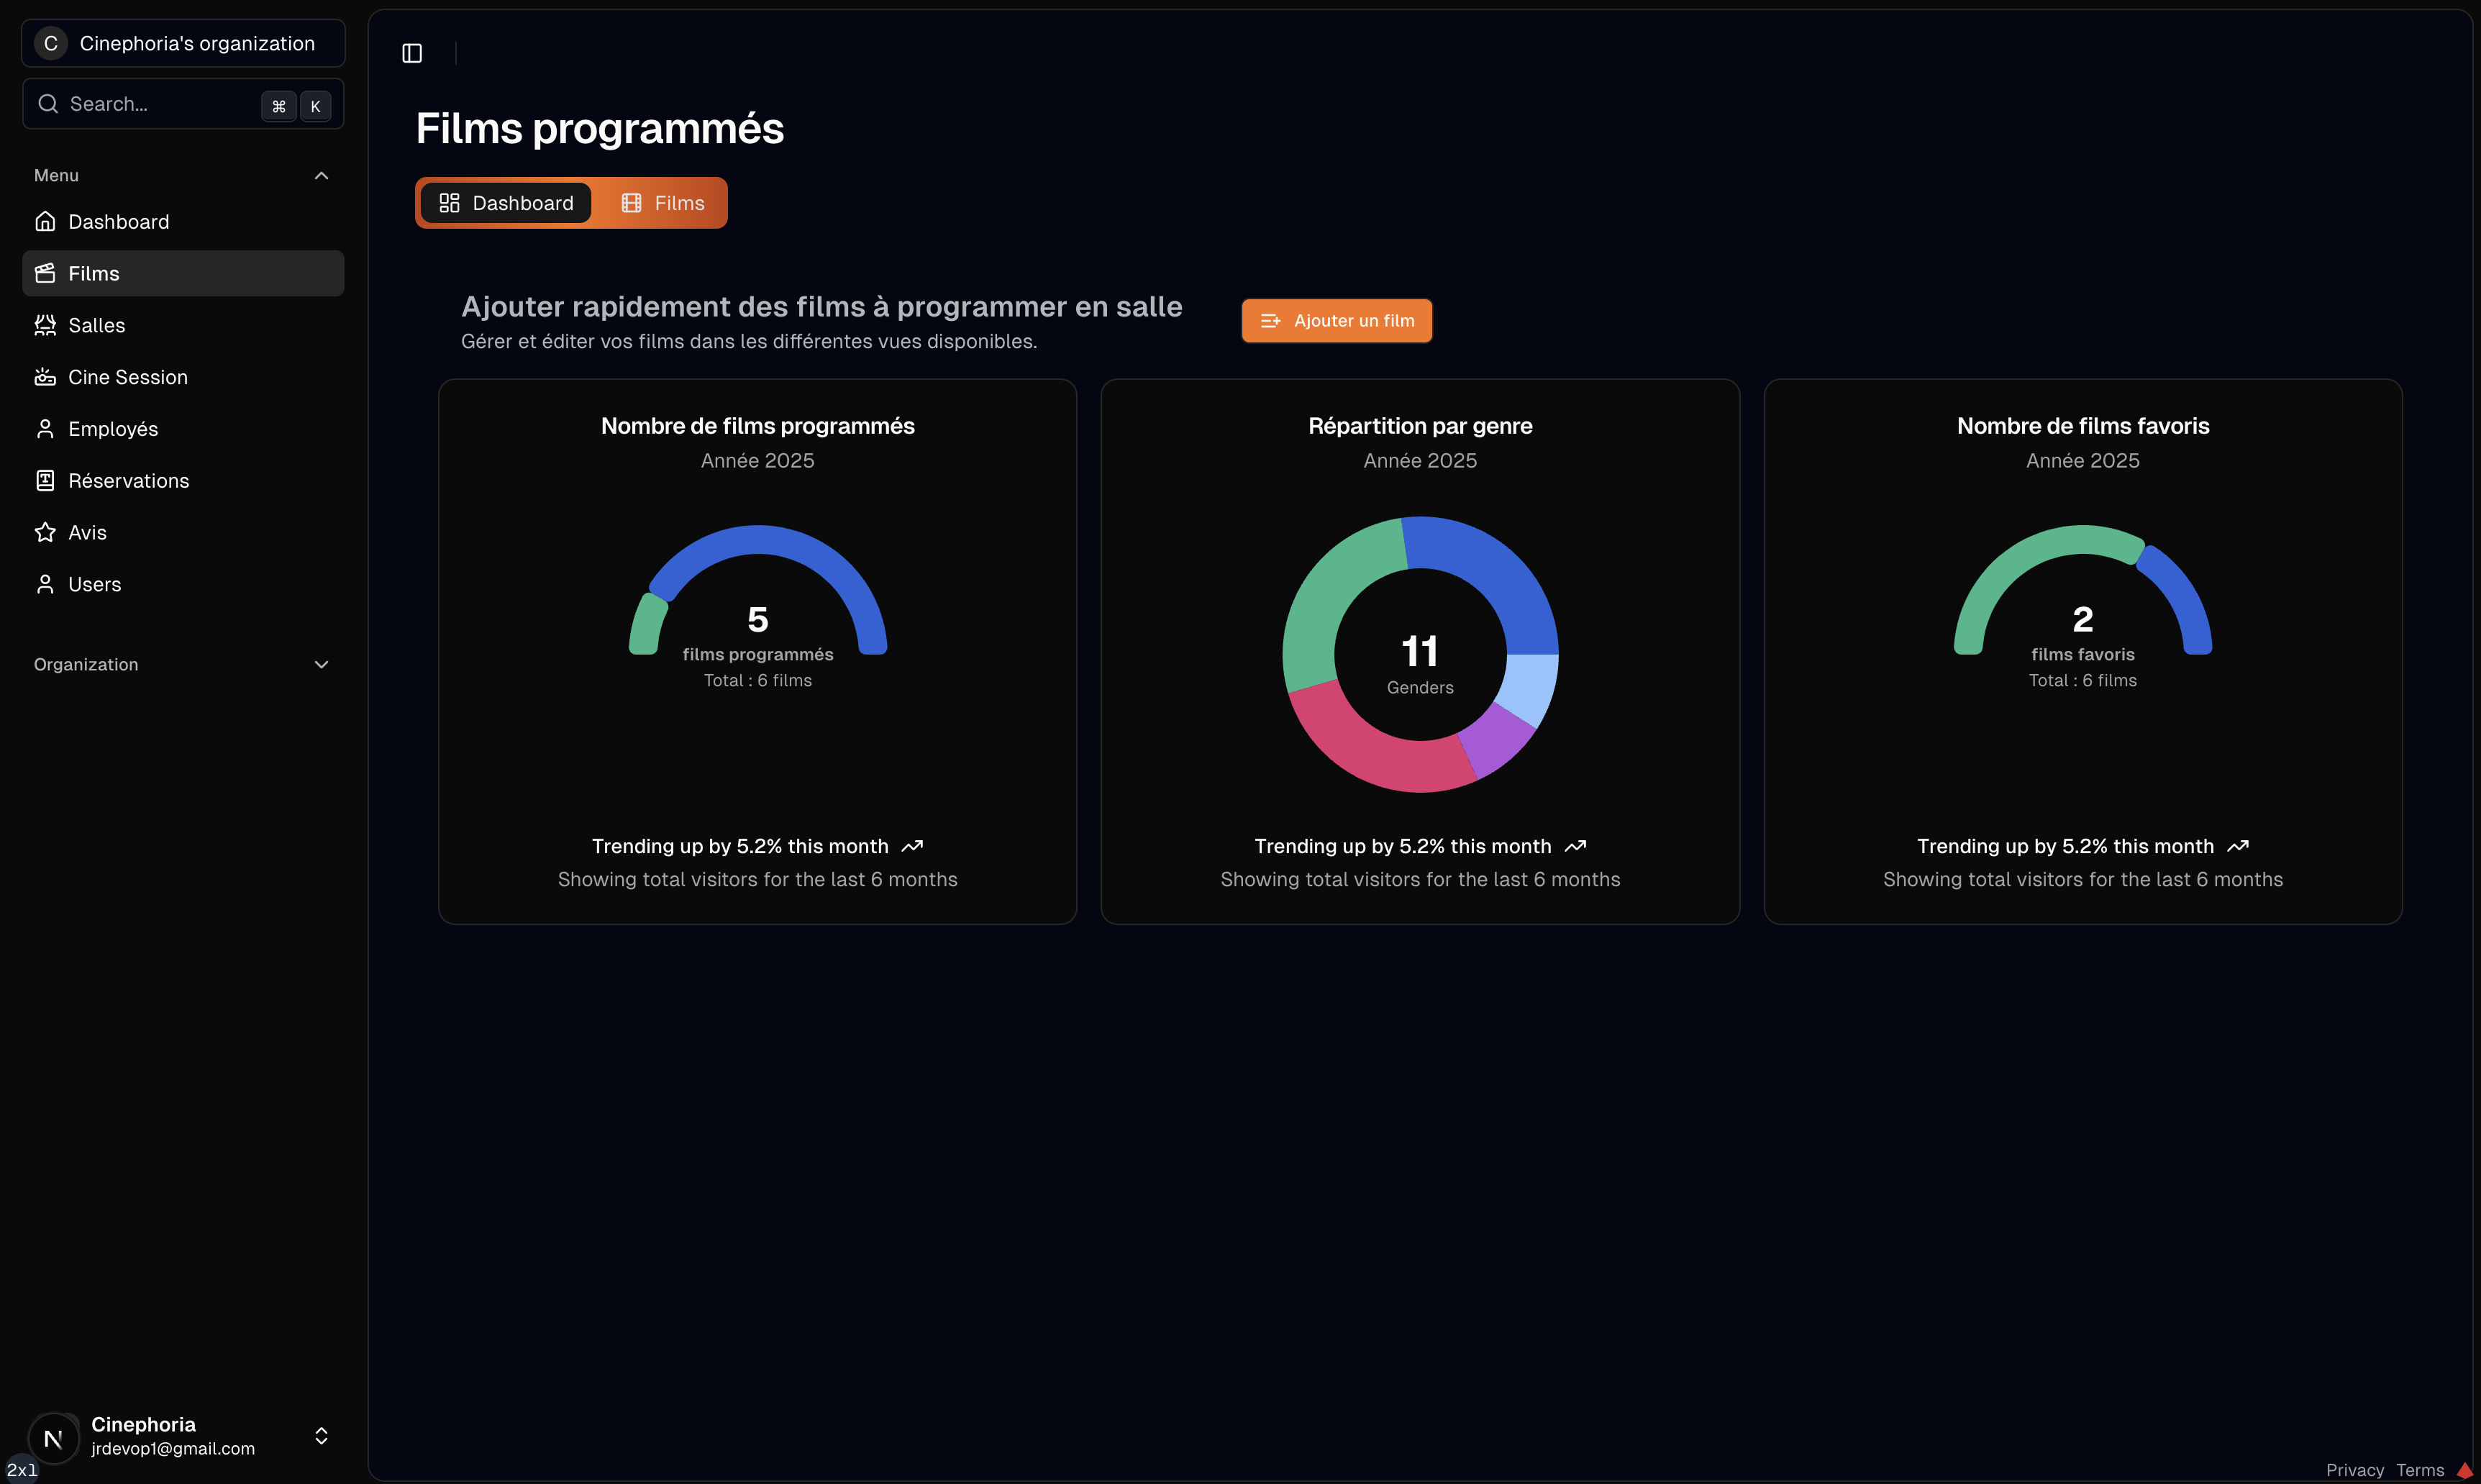 C Cinephoria's organization
Search... ⌘ K
Menu
Dashboard
Films
Salles
Cine Session
Employés
Réservations
Avis
Users
Organization
Films programmés
Dashboard Films
Ajouter rapidement des films à programmer en salle
Gérer et éditer vos films dans les différentes vues disponibles.
Ajouter un film
Nombre de films programmés
Année 2025
5
films programmés
Total : 6 films
Trending up by 5.2% this month
Showing total visitors for the last 6 months
Répartition par genre
Année 2025
11
Genders
Trending up by 5.2% this month
Showing total visitors for the last 6 months
Nombre de films favoris
Année 2025
2
films favoris
Total : 6 films
Trending up by 5.2% this month
Showing total visitors for the last 6 months
N
Cinephoria
jrdevop1@gmail.com
2xl
Privacy Terms